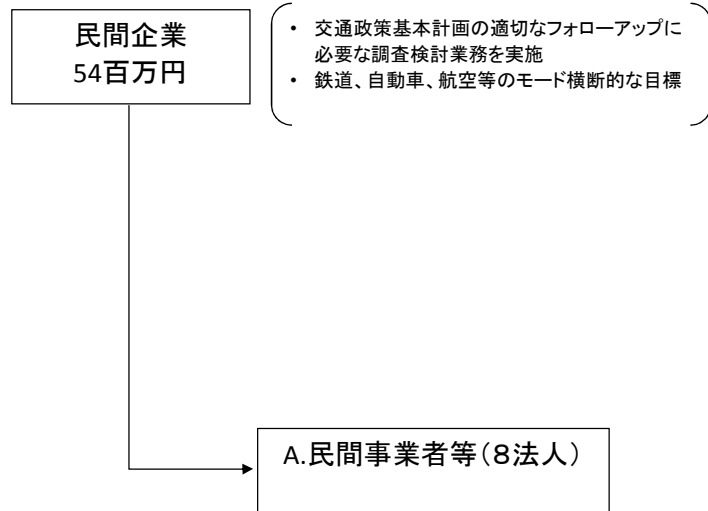 民間企業
54百万円
・ 交通政策基本計画の適切なフォローアップに
必要な調査検討業務を実施
・ 鉄道、自動車、航空等のモード横断的な目標
A.民間事業者等(8法人)